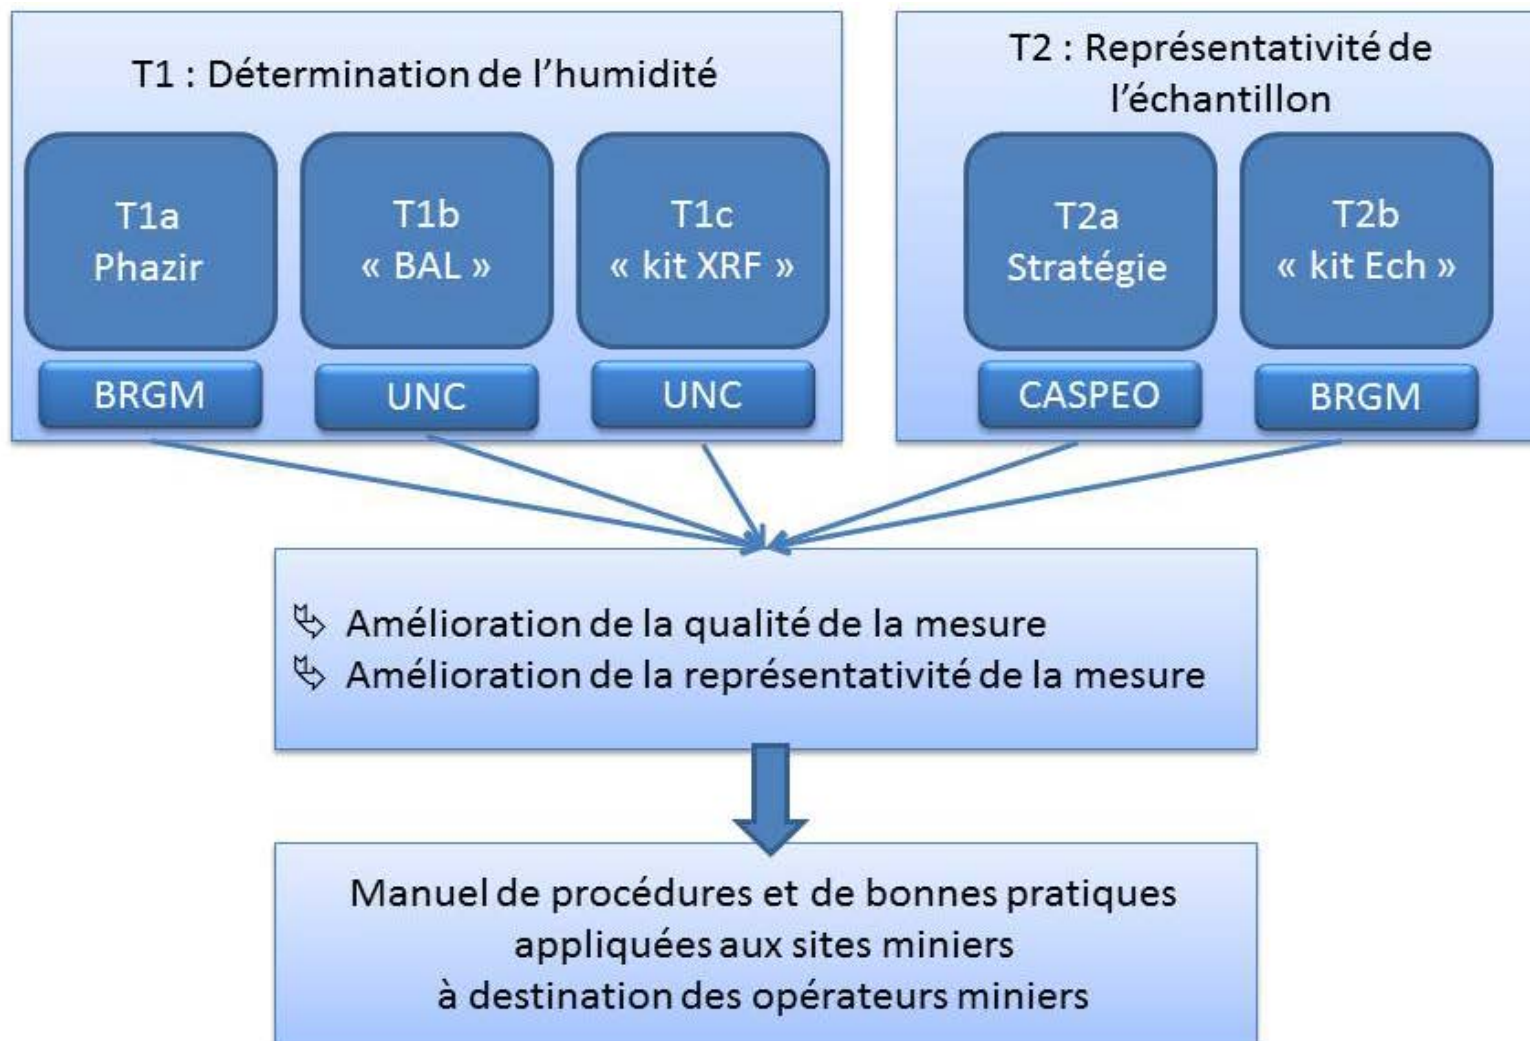 T1 : Détermination de l'humidité
T1a
Phazir
T1b
« BAL »
T1c
« kit XRF »
BRGM
UNC
UNC
T2 : Représentativité de
l'échantillon
T2a
Stratégie
T2b
« kit Ech »
CASPEO
BRGM
Amélioration de la qualité de la mesure
Amélioration de la représentativité de la mesure
Manuel de procédures et de bonnes pratiques
appliquées aux sites miniers
à destination des opérateurs miniers